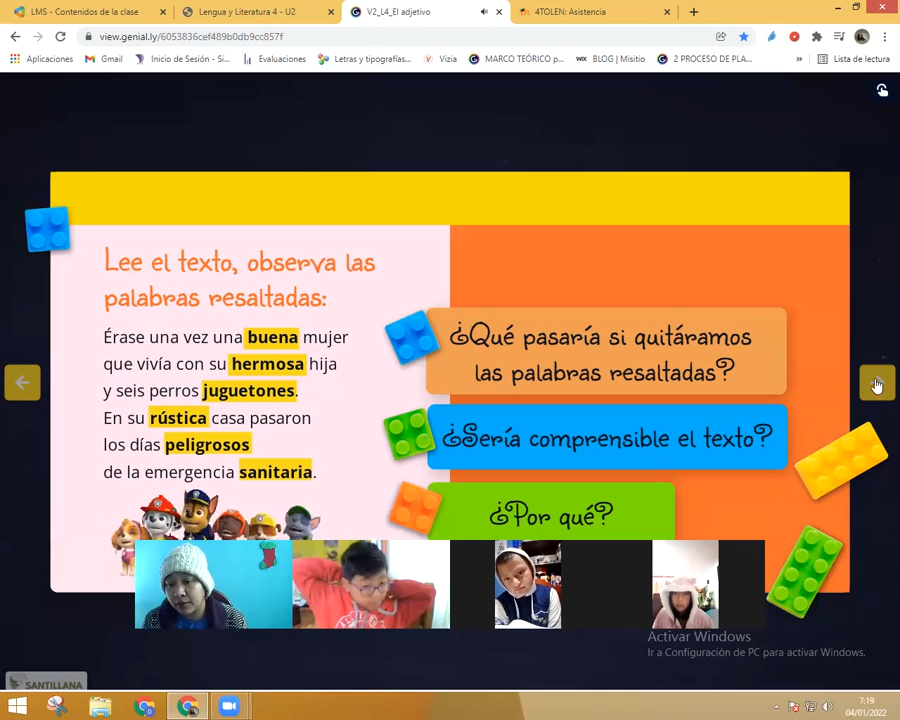 LMS - Contenidos de la clase
Lengua y Literatura 4 - U2
V2_L4_El adjetivo
4TOLEN: Asistencia
view.genial.ly/6053836cef489b0db9cc857f
Aplicaciones
Gmail
Inicio de Sesión - Si...
Evaluaciones
Letras y tipografías...
Vizia
MARCO TEÓRICO p...
WIX BLOG | Misitio
2 PROCESO DE PLA...
»
Lista de lectura
Lee el texto, observa las
palabras resaltadas:
Érase una vez una buena mujer
que vivía con su hermosa hija
y seis perros juguetones.
En su rústica casa pasaron
los días peligrosos
de la emergencia sanitaria.
¿Qué pasaría si quitáramos
las palabras resaltadas?
¿Sería comprensible el texto?
¿Por qué?
Activar Windows
Ir a Configuración de PC para activar Windows.
SANTILLANA
7:19
04/01/2022